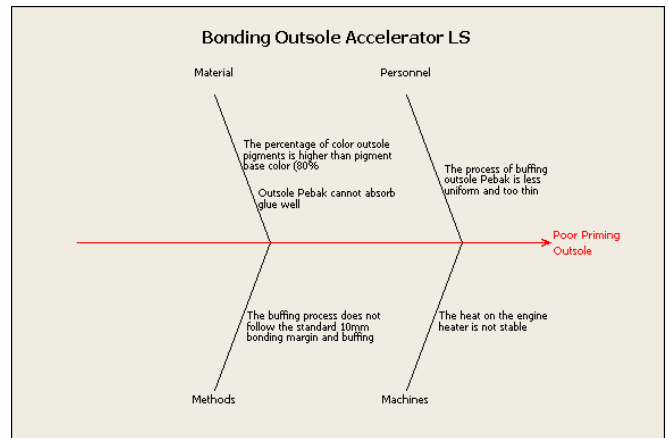 Bonding Outsole Accelerator LS
Material
Personnel
The percentage of color outsole
pigments is higher than pigment
base color (80%
Outsole Pebak cannot absorb
glue well
The process of buffing
outsole Pebak is less
uniform and too thin
Poor Priming
Outsole
The buffing process does not
follow the standard 10mm
bonding margin and buffing
The heat on the engine
heater is not stable
Methods
Machines